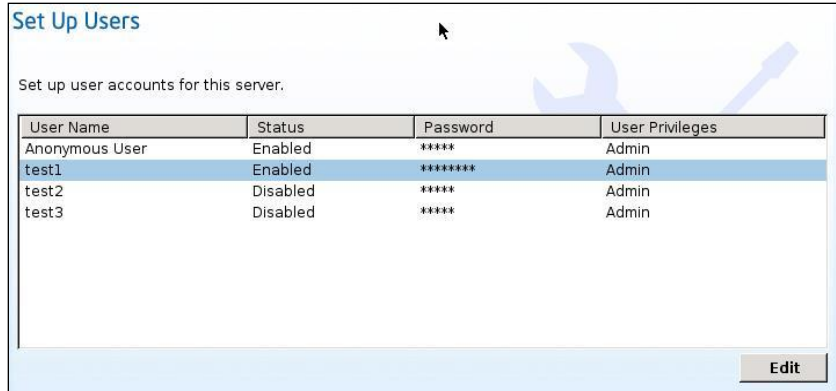 Set Up Users
Set up user accounts for this server.
User Name Status Password User Privileges
Anonymous User Enabled ***** Admin
test1 Enabled ******** Admin
test2 Disabled ***** Admin
test3 Disabled ***** Admin
Edit